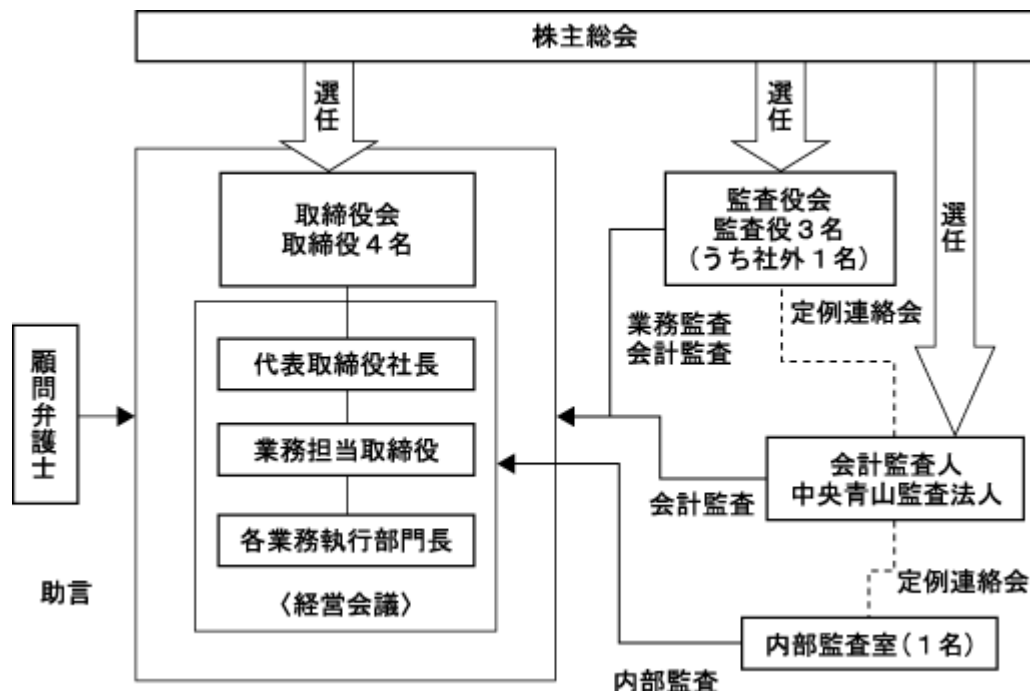 株主総会
選任
選任
選任
取締役会
取締役4名
監査役会
監査役3名
(うち社外1名)
業務監査
会計監査
定例連絡会
顧問弁護士
代表取締役社長
業務担当取締役
会計監査人
中央青山監査法人
会計監査
各業務執行部門長
助言
〈経営会議〉
定例連絡会
内部監査室(1名)
内部監査